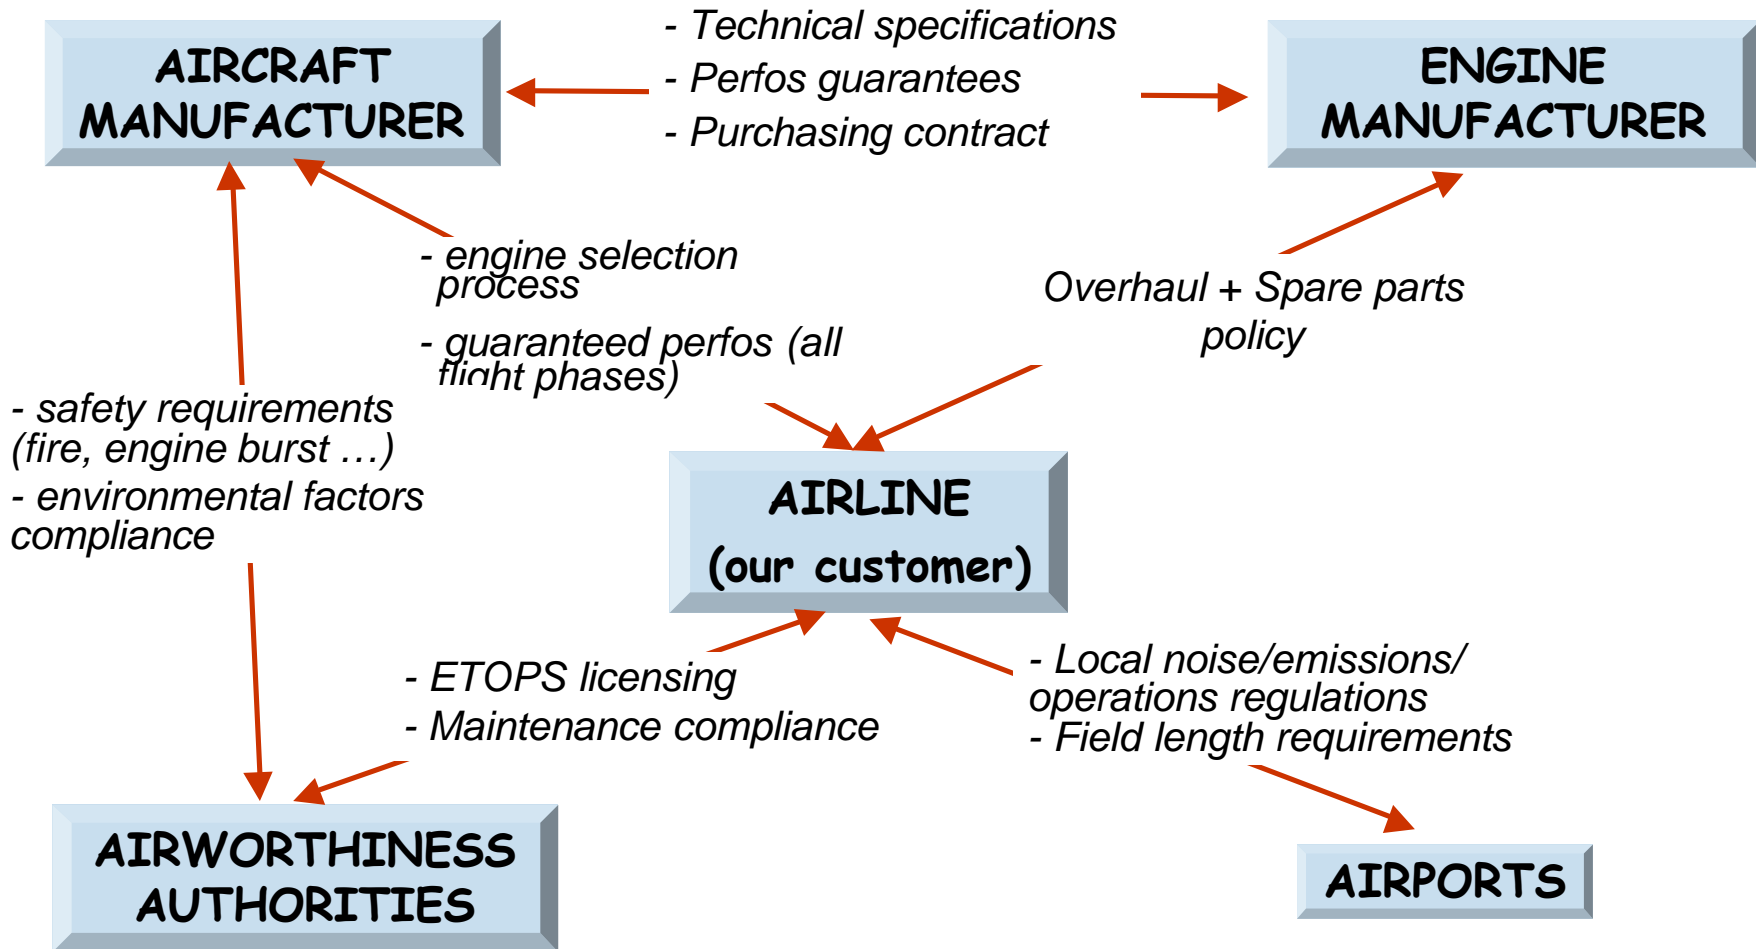 AIRCRAFT
MANUFACTURER
- Technical specifications
- Perfos guarantees
- Purchasing contract
ENGINE
MANUFACTURER
- engine selection
process
- guaranteed perfos (all
flight phases)
Overhaul + Spare parts
policy
- safety requirements
(fire, engine burst …)
- environmental factors
compliance
AIRLINE
(our customer)
- ETOPS licensing
- Maintenance compliance
- Local noise/emissions/
operations regulations
- Field length requirements
AIRWORTHINESS
AUTHORITIES
AIRPORTS